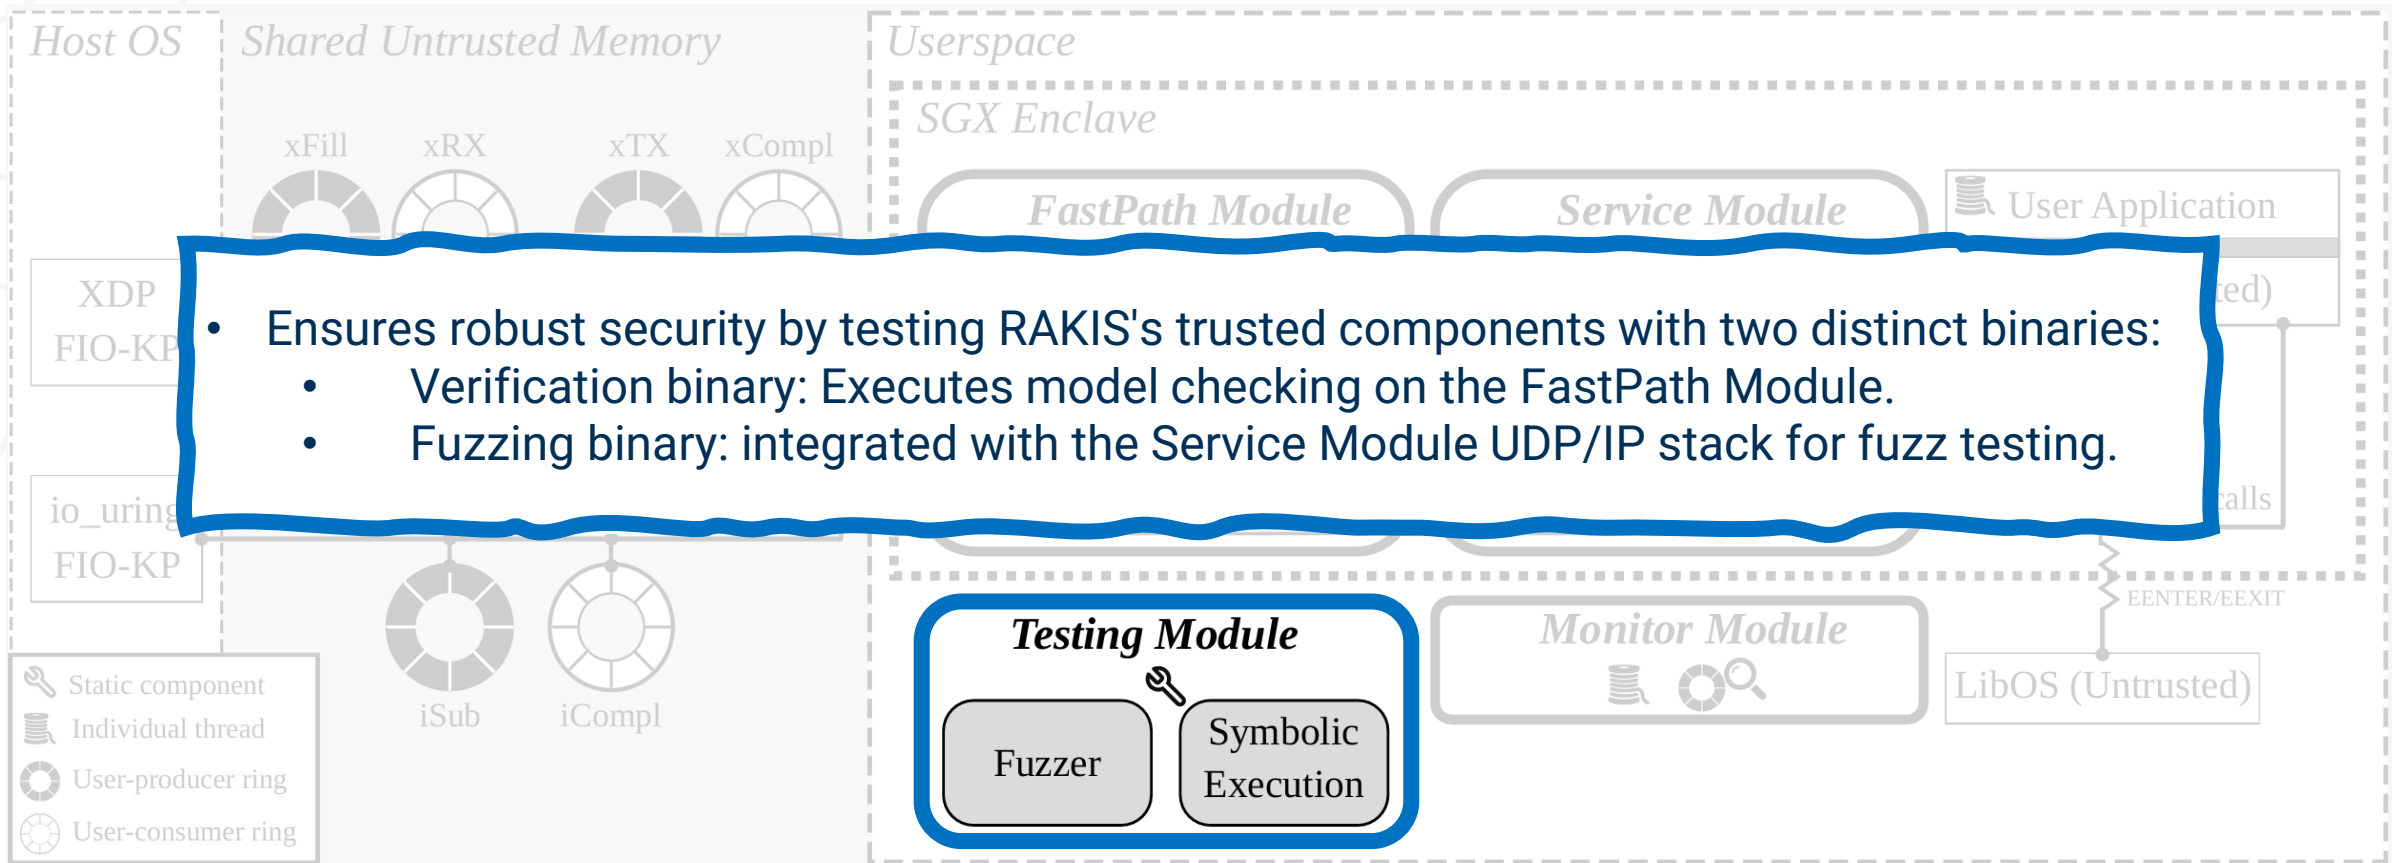 Host OS
Shared Untrusted Memory
Userspace
SGX Enclave
xFill
xRX
xTX
xCompl
FastPath Module
Service Module
User Application
XDP
FIO-KP
ted)
• Ensures robust security by testing RAKIS's trusted components with two distinct binaries:
• Verification binary: Executes model checking on the FastPath Module.
• Fuzzing binary: integrated with the Service Module UDP/IP stack for fuzz testing.
io_uring
FIO-KP
calls
EENTER/EEXIT
Testing Module
Fuzzer
Symbolic
Execution
Monitor Module
LibOS (Untrusted)
iSub
iCompl
Static component
Individual thread
User-producer ring
User-consumer ring